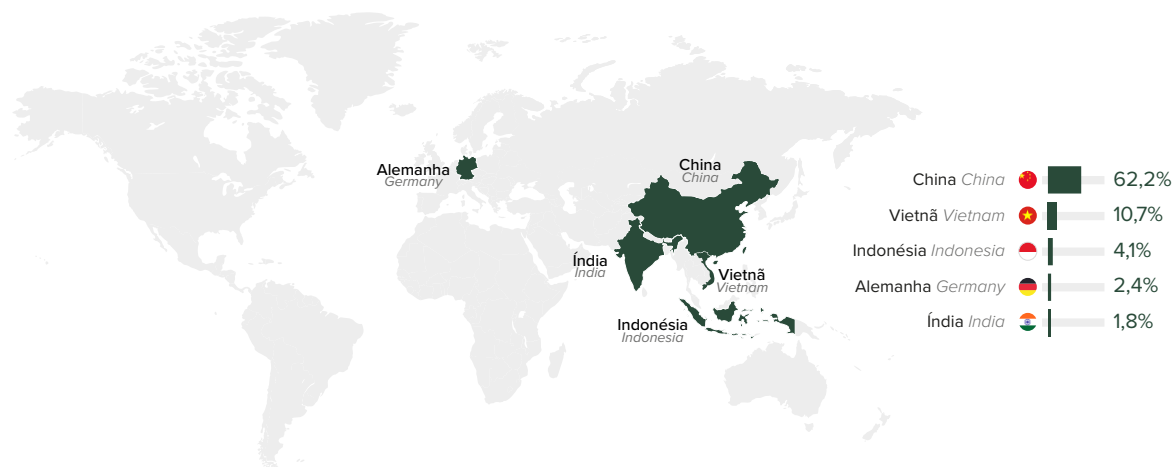 Alemanha
Germany
China
China
Índia
India
Vietnã
Vietnam
Indonésia
Indonesia
China China 62,2%
Vietnã Vietnam 10,7%
Indonésia Indonesia 4,1%
Alemanha Germany 2,4%
Índia India 1,8%